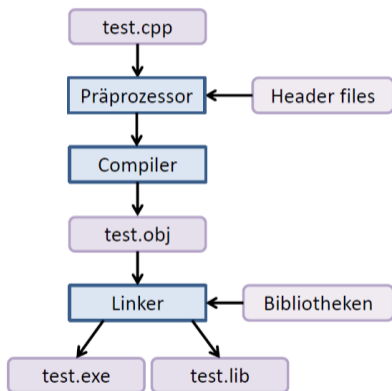 test.cpp
Präprozessor
Header files
Compiler
test.obj
Linker
Bibliotheken
test.exe
test.lib